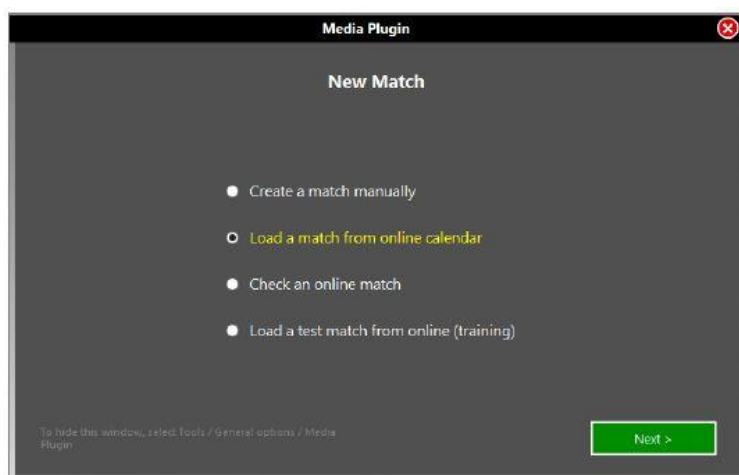 Media Plugin
New Match
Create a match manually
Load a match from online calendar
Check an online match
Load a test match from online (training)
To hide this window, select Tools / General options / Media
Plugin
Next >